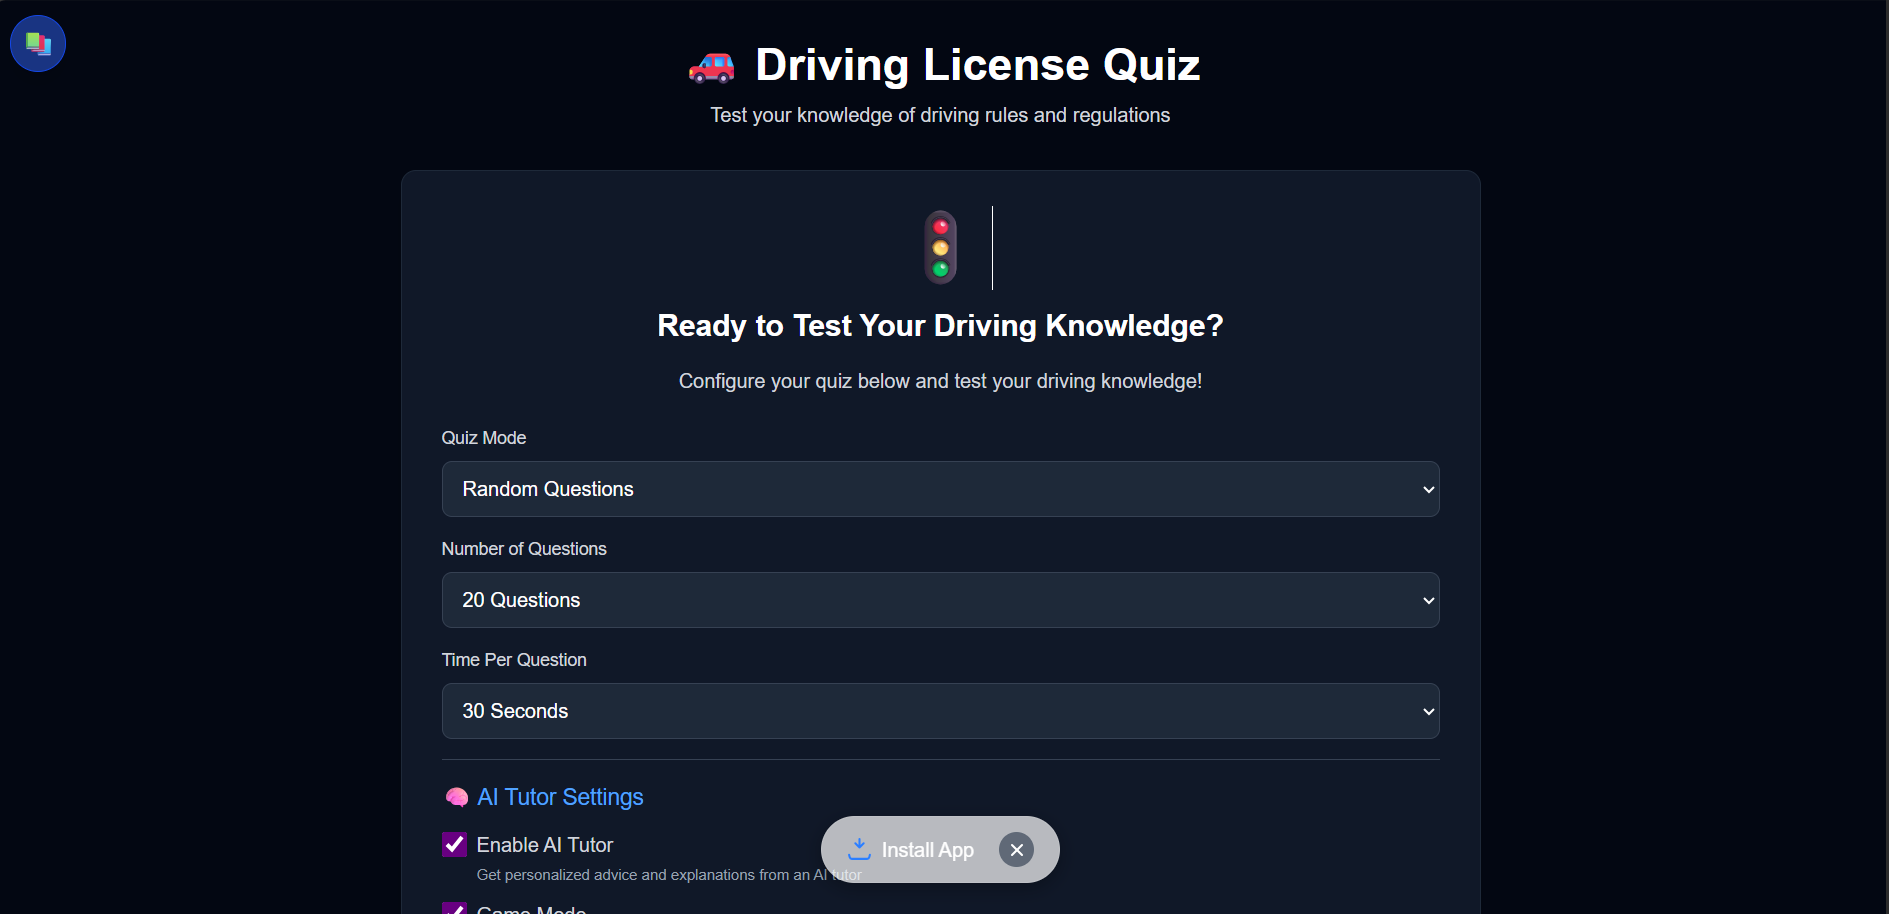 Driving License Quiz
Test your knowledge of driving rules and regulations
Ready to Test Your Driving Knowledge?
Configure your quiz below and test your driving knowledge!
Quiz Mode
Random Questions
Number of Questions
20 Questions
Time Per Question
30 Seconds
AI Tutor Settings
Enable AI Tutor
Get personalized advice and explanations from an AI tutor
Install App
Game Mode